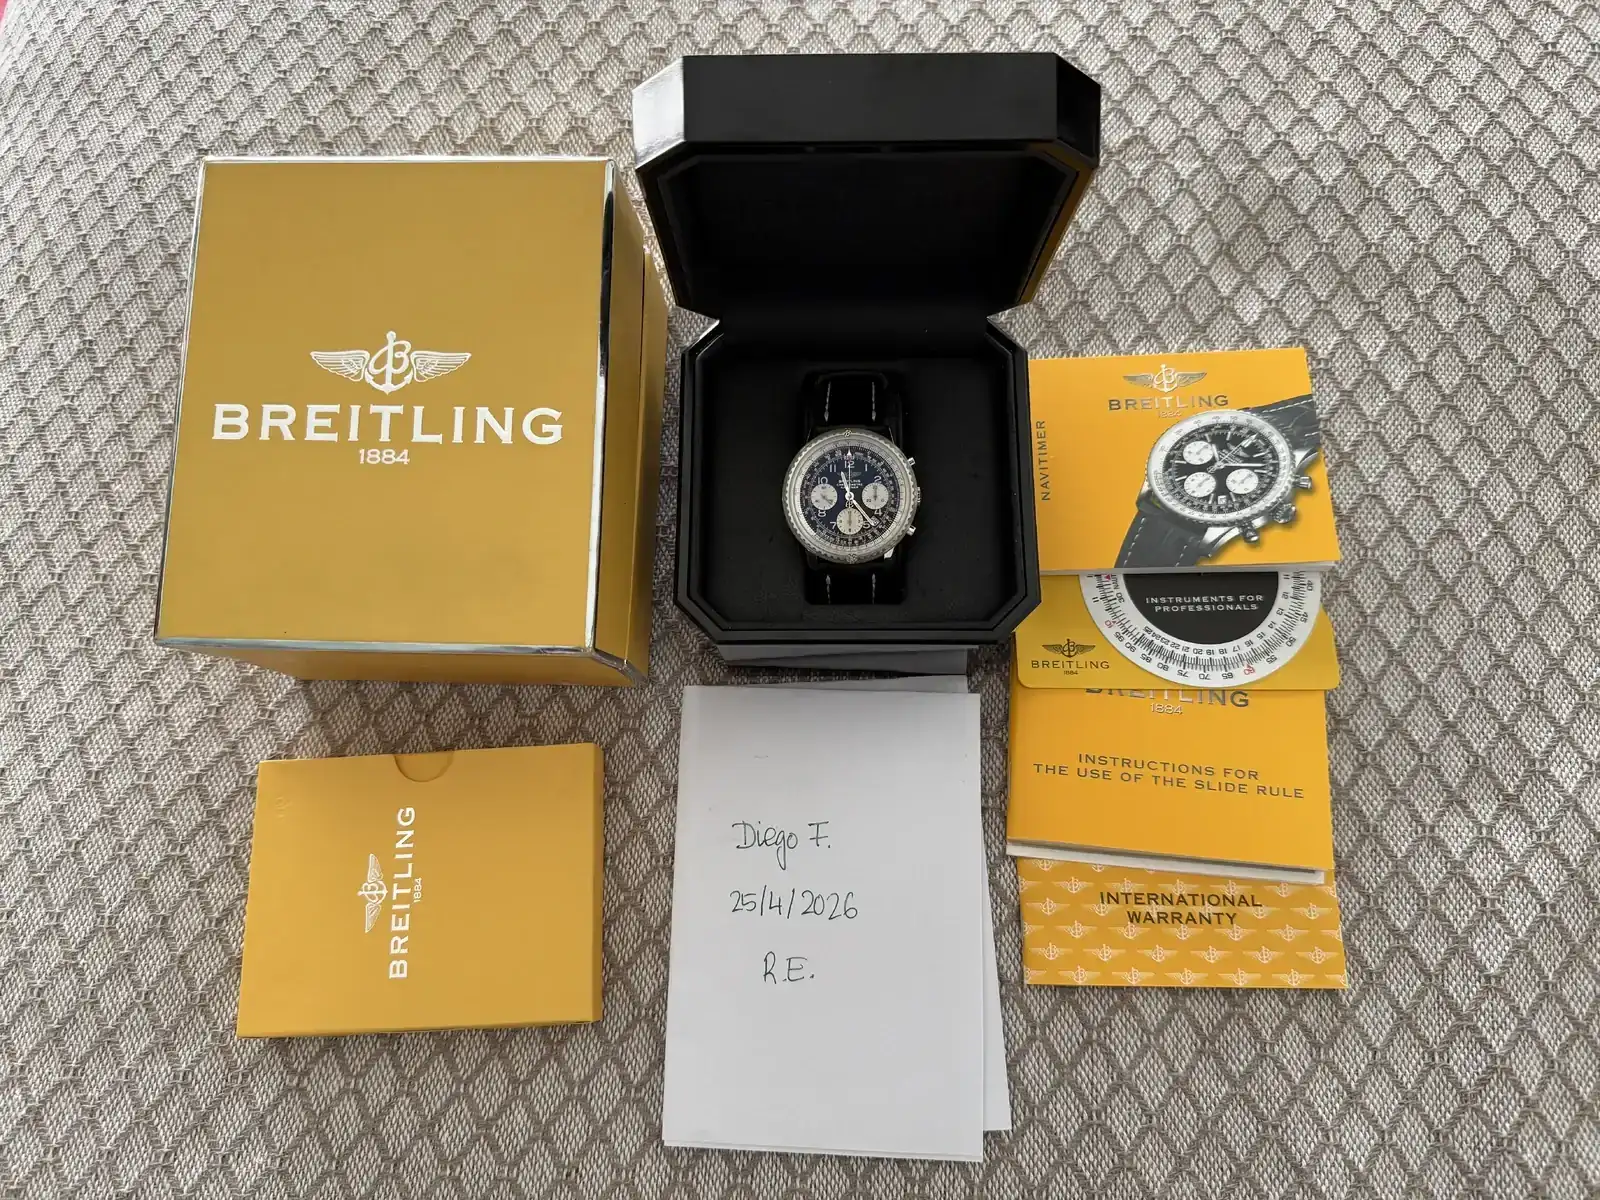 BREITLING
1884
BREITLING
1884
BREITLING
1884
NAVITIMER
INSTRUMENTS FOR
PROFESSIONALS
BREITLING
1884
BREITLING
1884
INSTRUCTIONS FOR
THE USE OF THE SLIDE RULE
INTERNATIONAL
WARRANTY
Diego F.
25/4/2026
R.E.